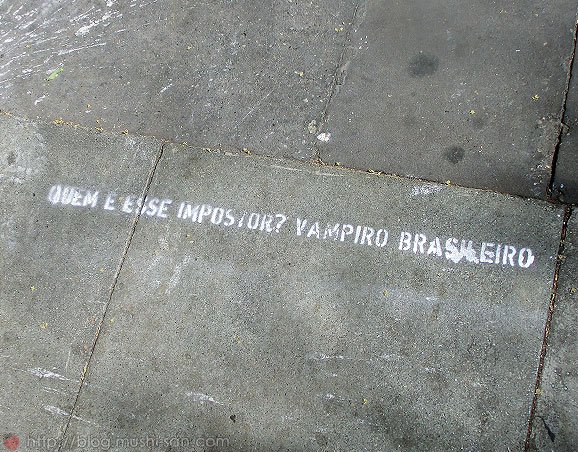 QUEM E ESSE IMPOSTOR? VAMPIRO BRASILEIRO
http://blog.mushi-san.com